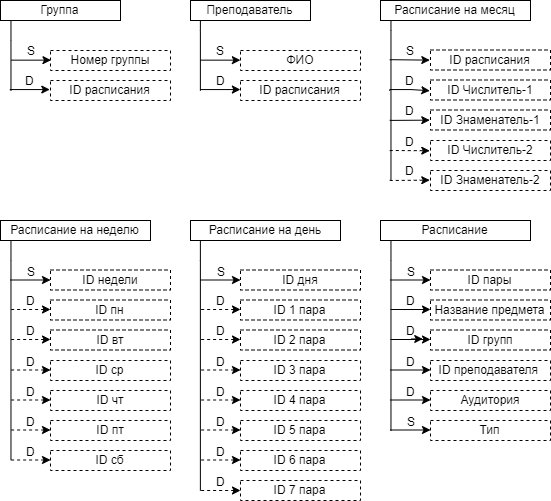 Группа
S
Номер группы
D
ID расписания
Преподаватель
S
ФИО
D
ID расписания
Расписание на месяц
S
ID расписания
D
ID Числитель-1
D
ID Знаменатель-1
D
ID Числитель-2
D
ID Знаменатель-2
Расписание на неделю
S
ID недели
D
ID пн
D
ID вт
D
ID ср
D
ID чт
D
ID пт
D
ID сб
Расписание на день
S
ID дня
D
ID 1 пара
D
ID 2 пара
D
ID 3 пара
D
ID 4 пара
D
ID 5 пара
D
ID 6 пара
D
ID 7 пара
Расписание
S
ID пары
D
Название предмета
D
ID групп
D
ID преподавателя
D
Аудитория
S
Тип